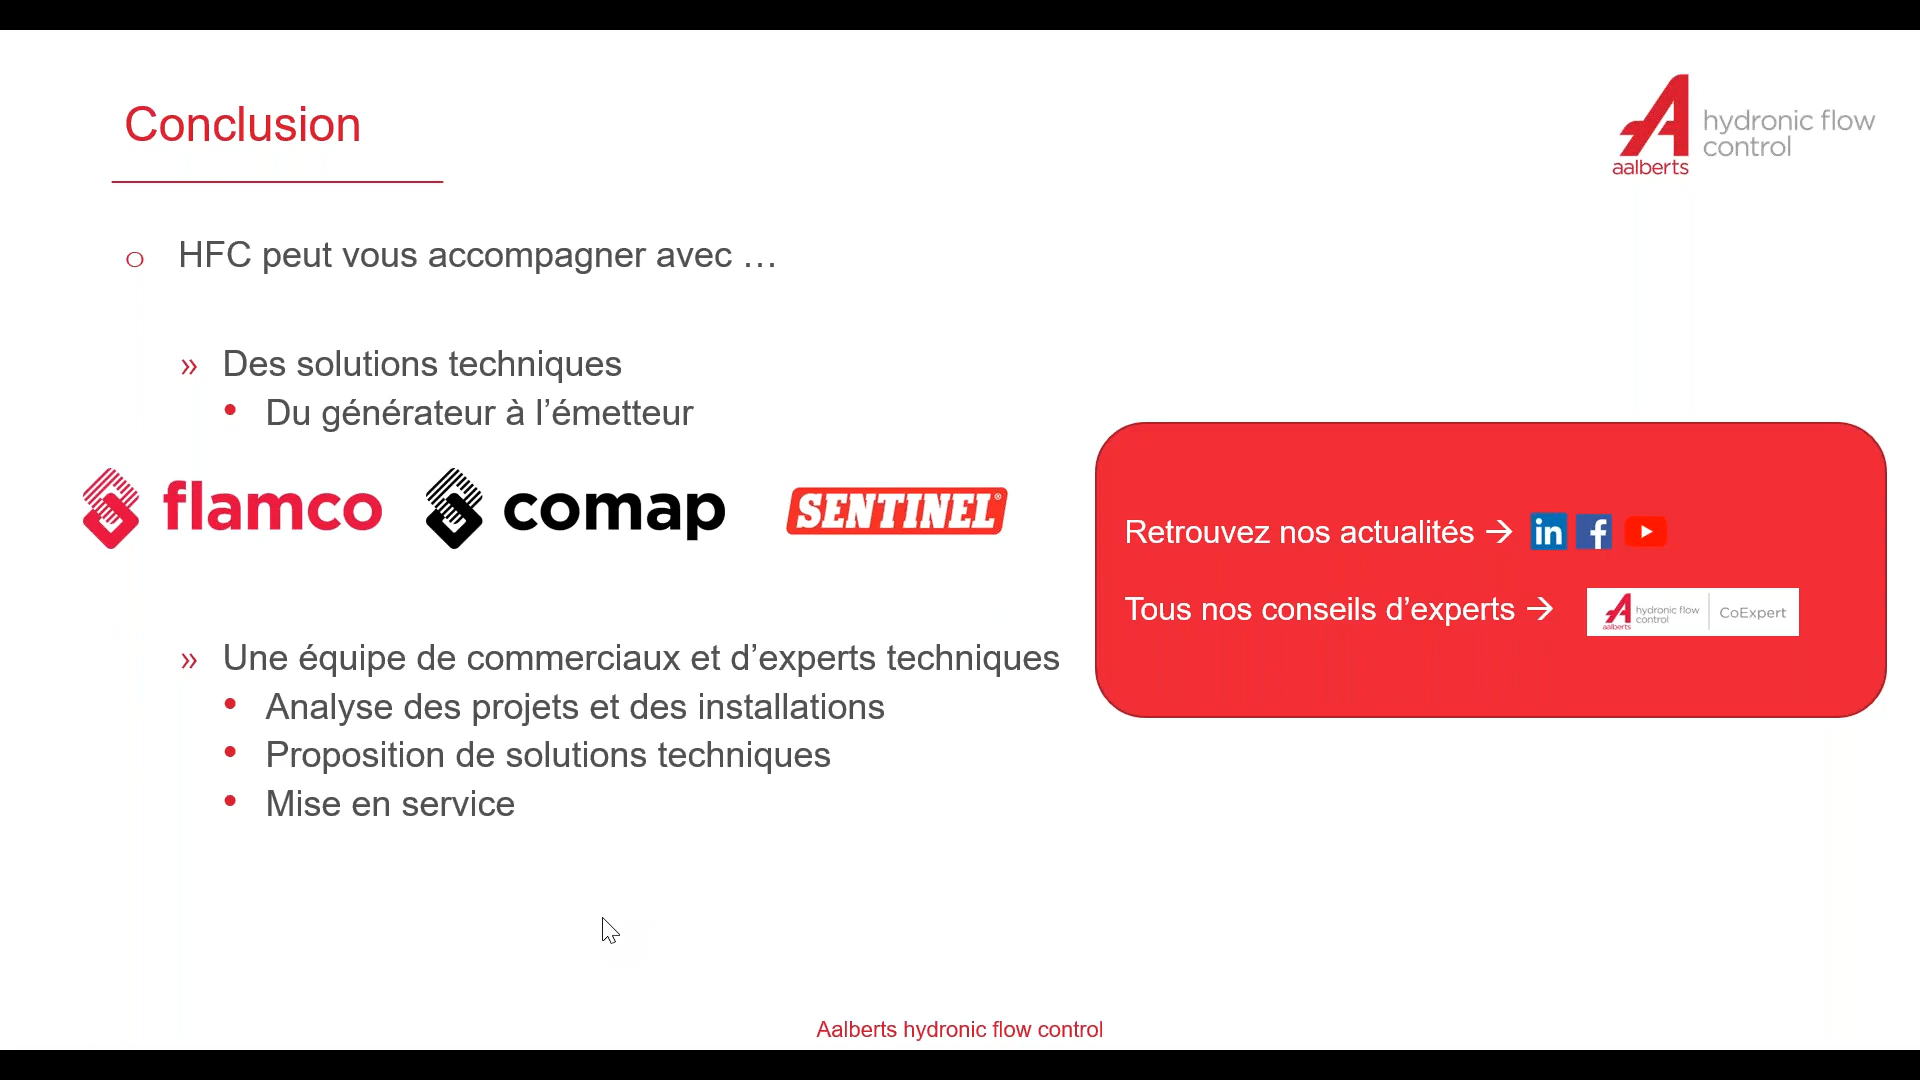 Conclusion
aalberts
hydronic flow
control
o HFC peut vous accompagner avec …
» Des solutions techniques
• Du générateur à l’émetteur
flamco
comap
SENTINEL®
Retrouvez nos actualités → in f
Tous nos conseils d’experts →
aalberts
hydronic flow
control
CoExpert
» Une équipe de commerciaux et d’experts techniques
• Analyse des projets et des installations
• Proposition de solutions techniques
• Mise en service
Aalberts hydronic flow control